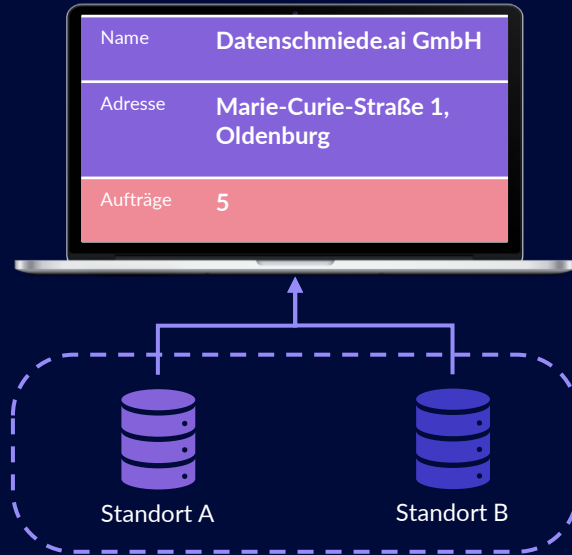 Name Datenschmiede.ai GmbH
Adresse Marie-Curie-Straße 1,
Oldenburg
Aufträge 5
Standort A Standort B